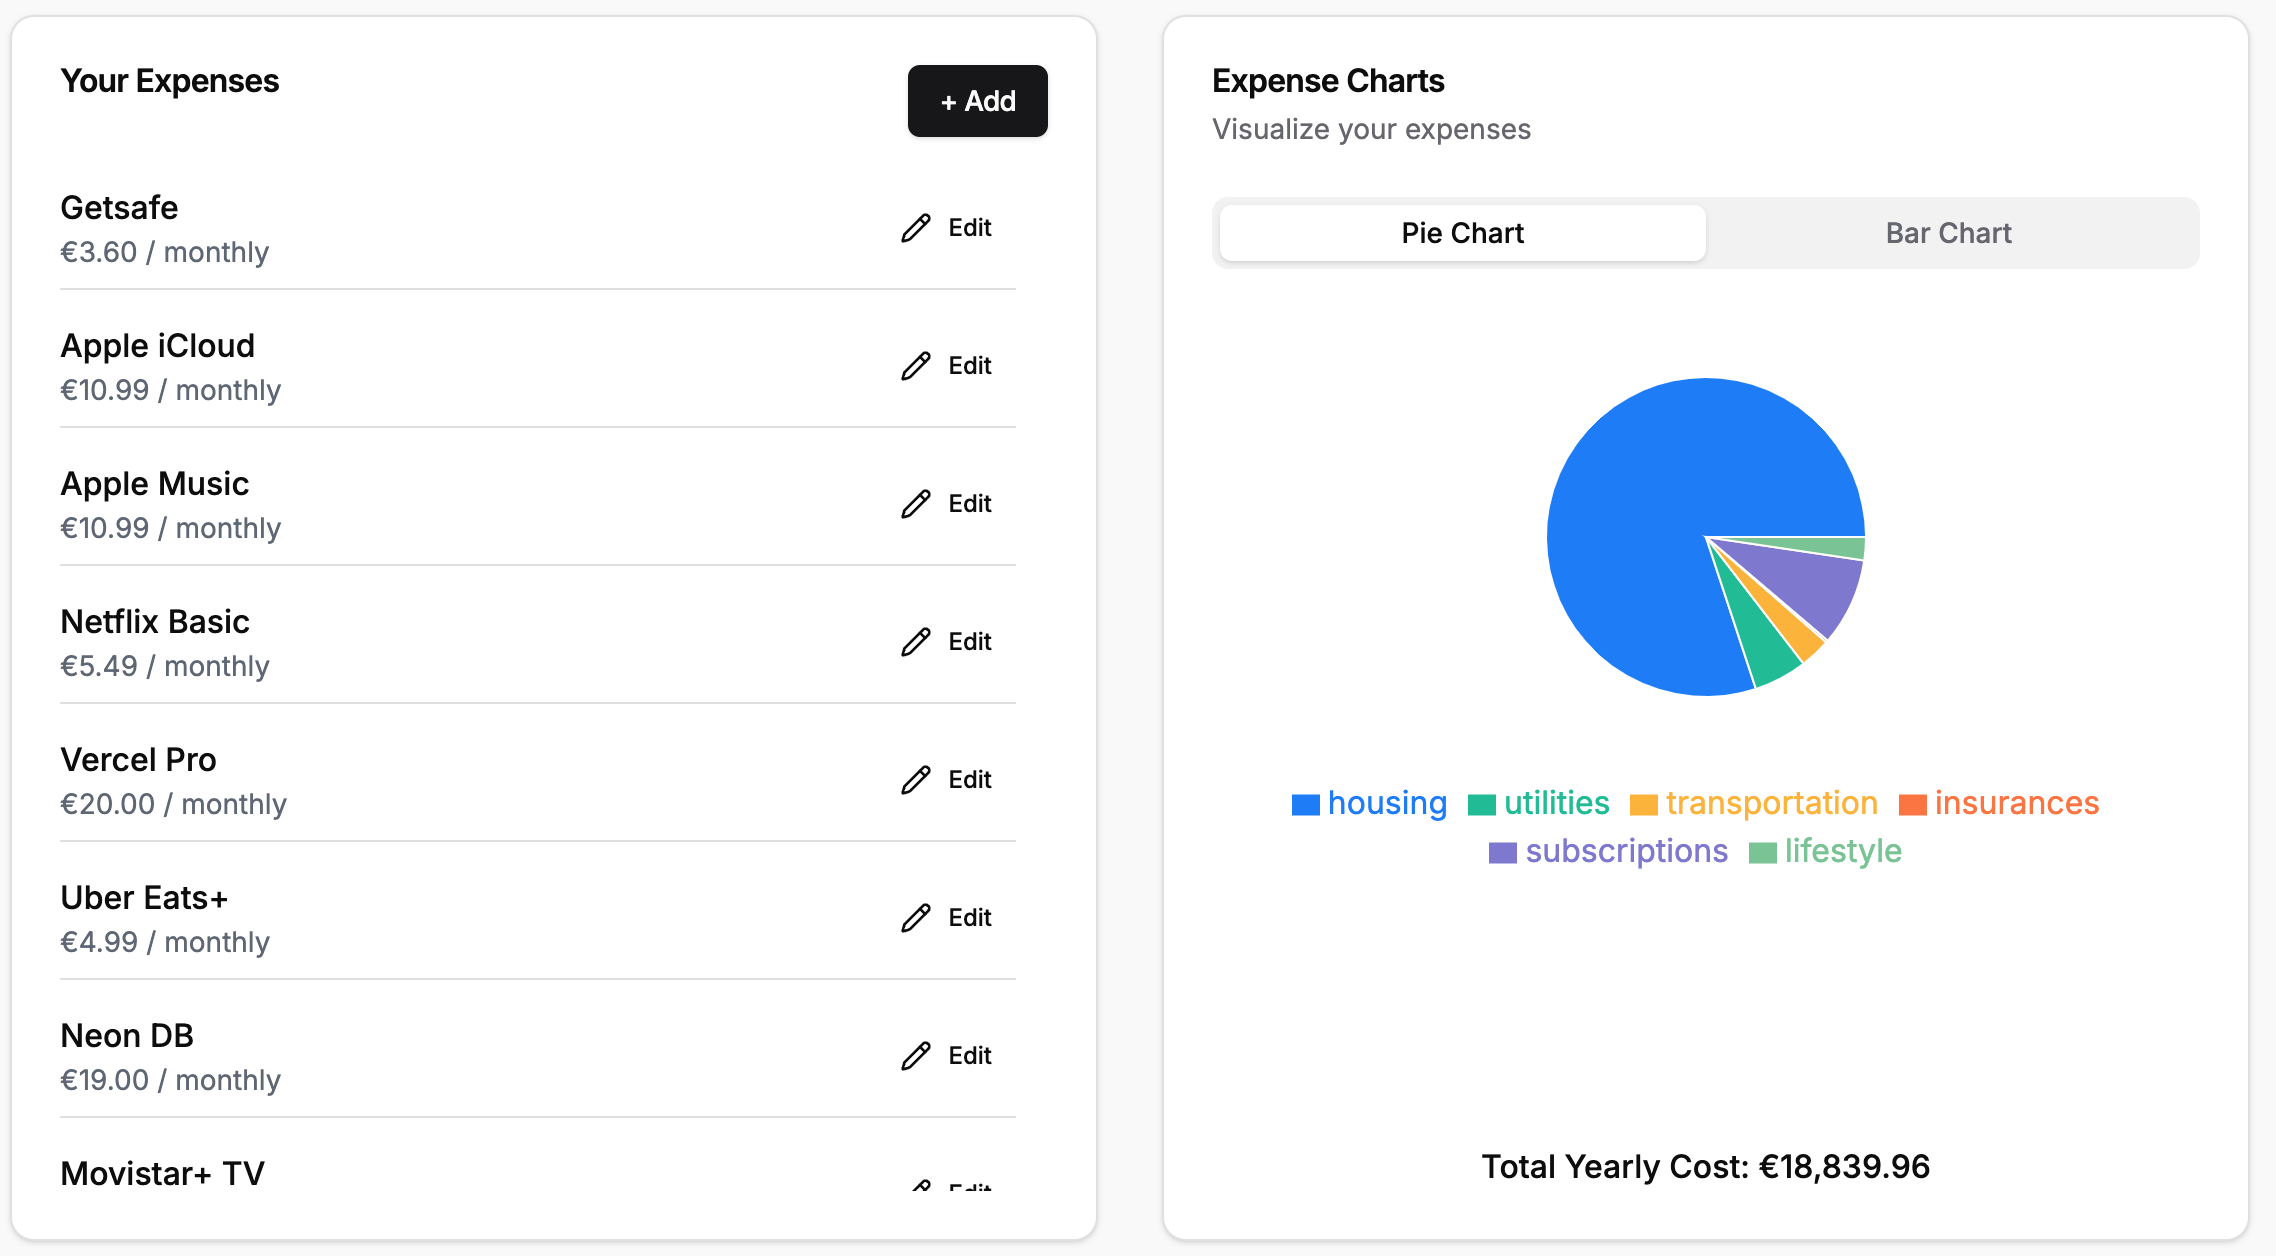 Your Expenses
+ Add
Getsafe
€3.60 / monthly
Edit
Apple iCloud
€10.99 / monthly
Edit
Apple Music
€10.99 / monthly
Edit
Netflix Basic
€5.49 / monthly
Edit
Vercel Pro
€20.00 / monthly
Edit
Uber Eats+
€4.99 / monthly
Edit
Neon DB
€19.00 / monthly
Edit
Movistar+ TV
Edit
Expense Charts
Visualize your expenses
Pie Chart
Bar Chart
housing utilities transportation insurances
subscriptions lifestyle
Total Yearly Cost: €18,839.96